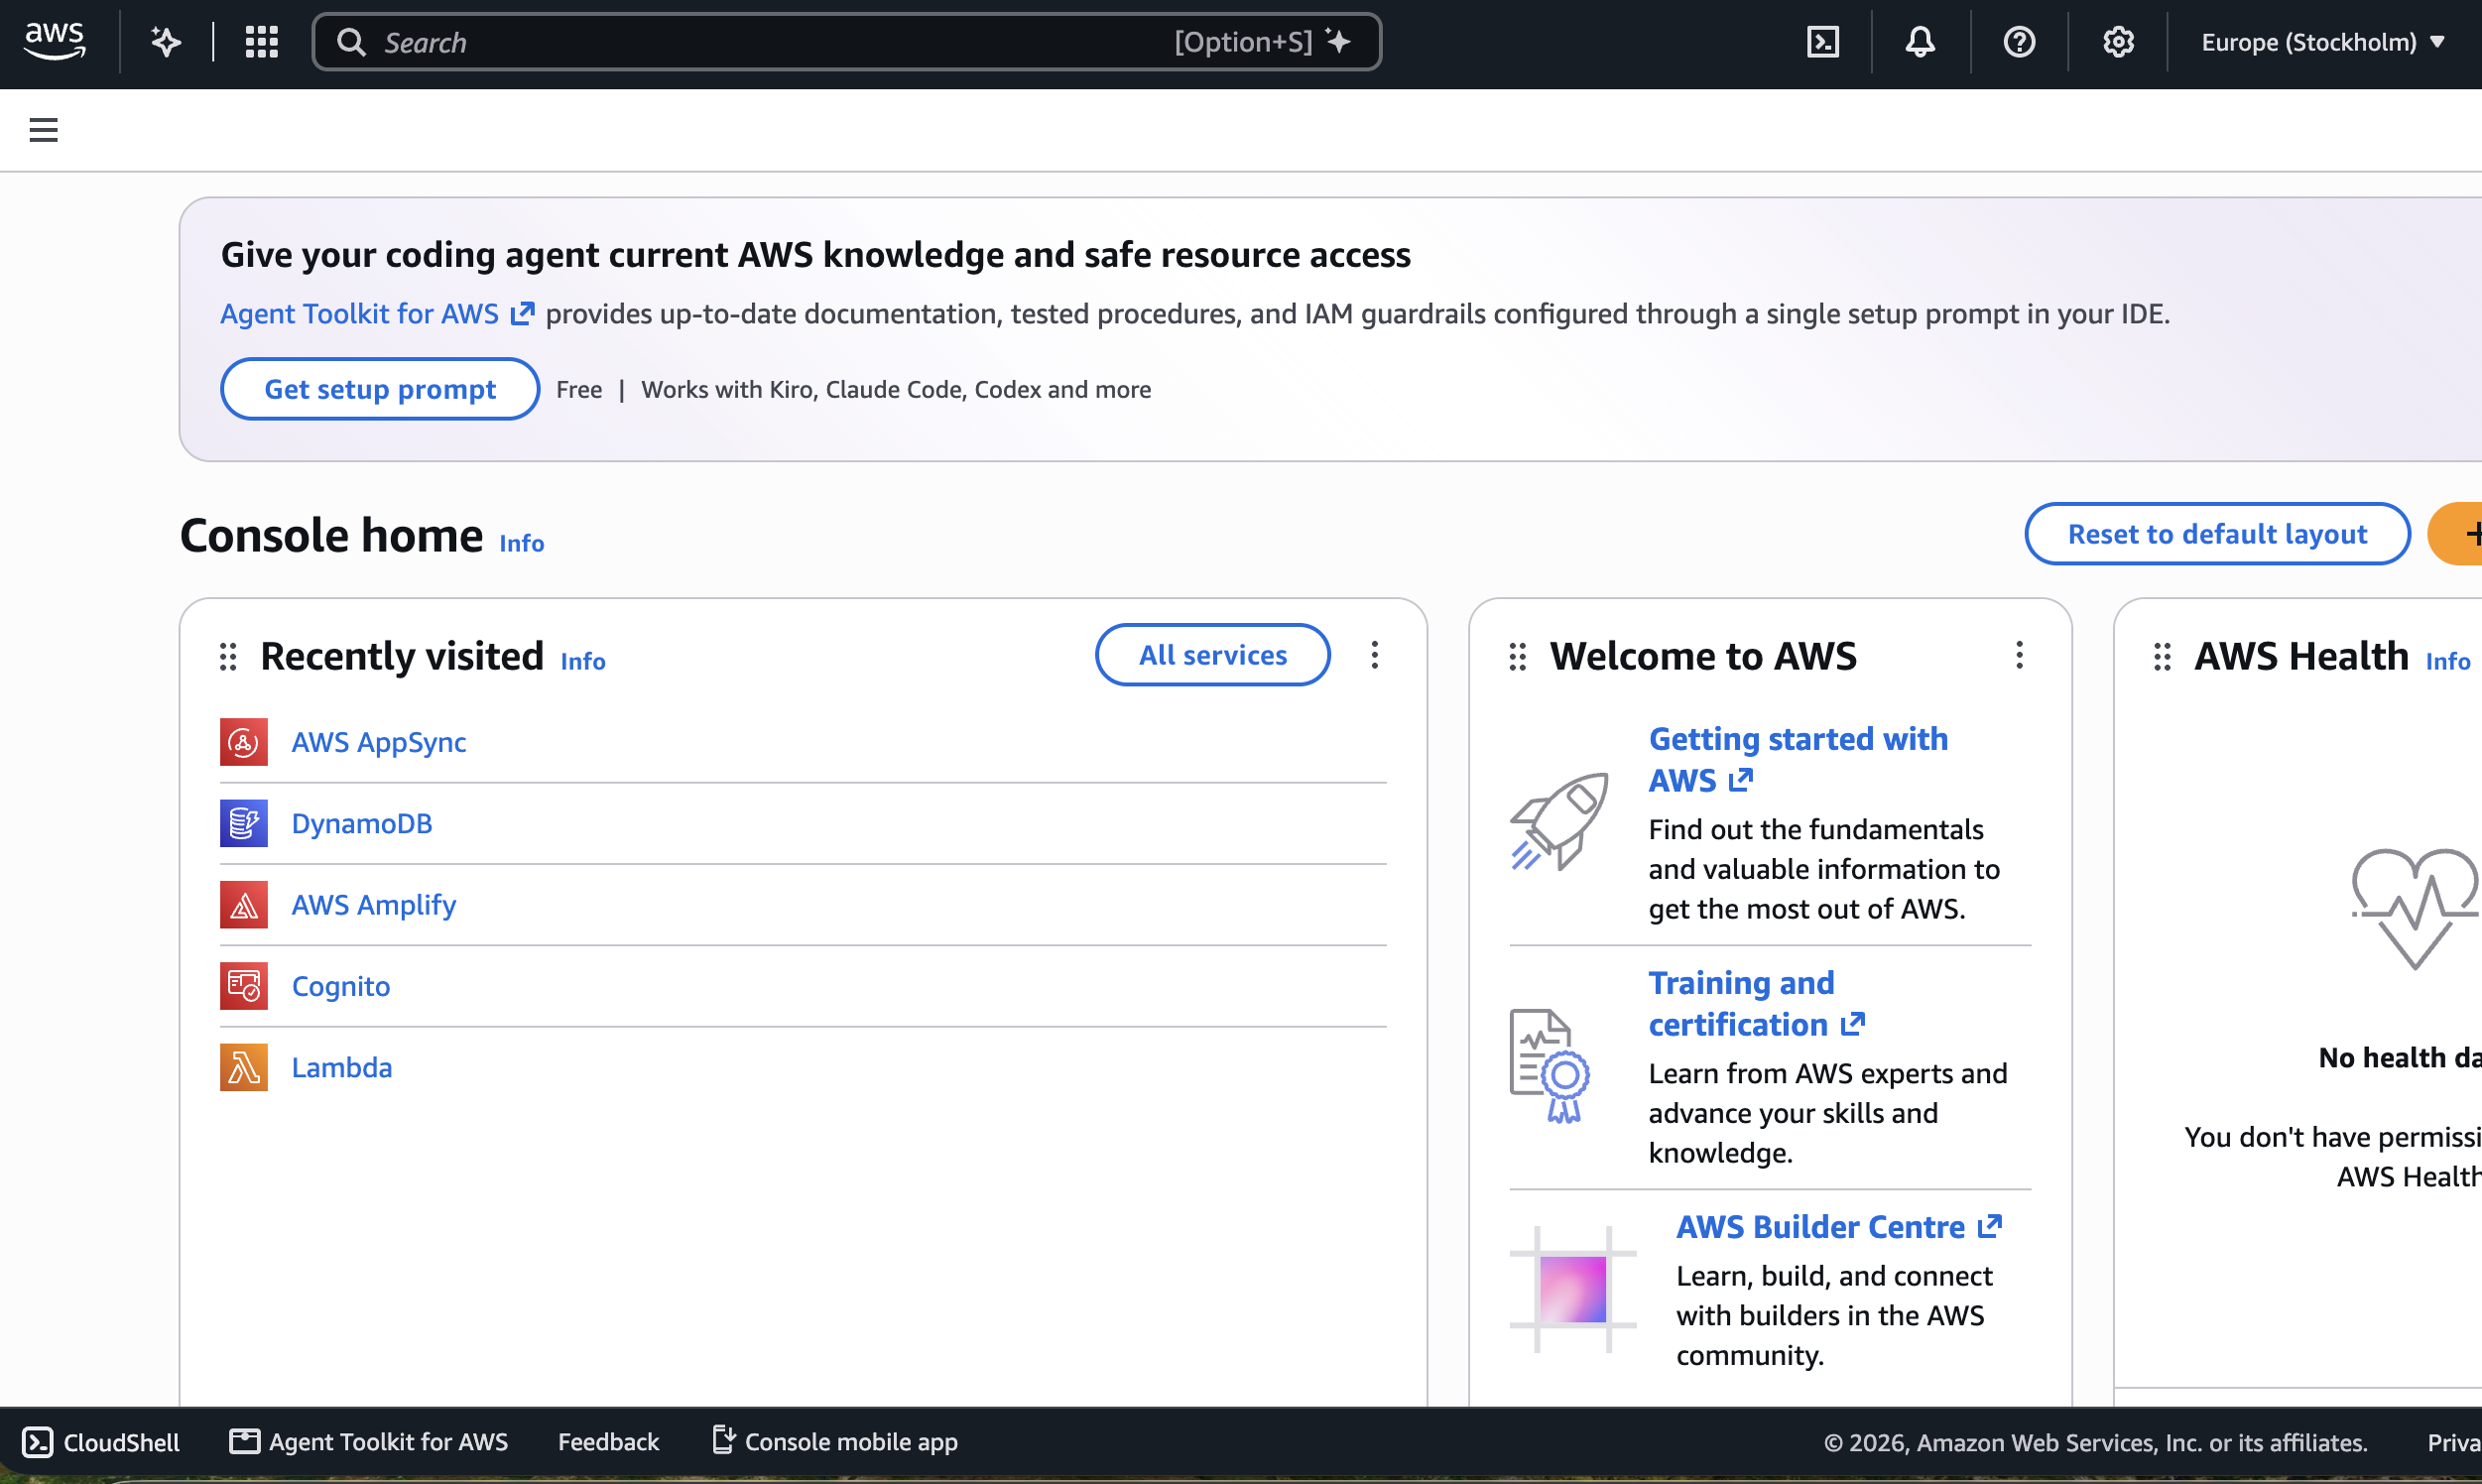 aws
Search [Option+S]
Europe (Stockholm)
Give your coding agent current AWS knowledge and safe resource access
Agent Toolkit for AWS provides up-to-date documentation, tested procedures, and IAM guardrails configured through a single setup prompt in your IDE.
Get setup prompt Free | Works with Kiro, Claude Code, Codex and more
Console home Info
Reset to default layout
Recently visited Info
All services
AWS AppSync
DynamoDB
AWS Amplify
Cognito
Lambda
Welcome to AWS
Getting started with
AWS
Find out the fundamentals
and valuable information to
get the most out of AWS.
Training and
certification
Learn from AWS experts and
advance your skills and
knowledge.
AWS Builder Centre
Learn, build, and connect
with builders in the AWS
community.
AWS Health Info
No health
You don't have
AWS Health
CloudShell Agent Toolkit for AWS Feedback Console mobile app
© 2026, Amazon Web Services, Inc. or its affiliates.